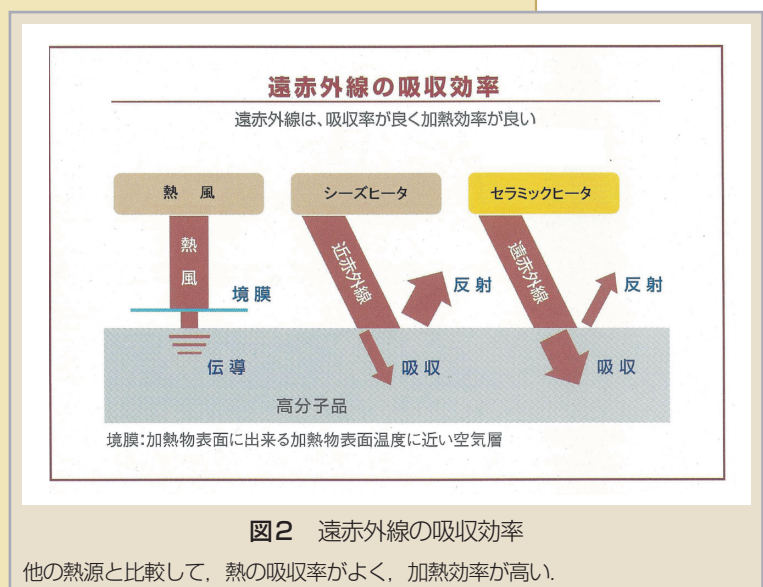 遠赤外線の吸収効率
遠赤外線は、吸収率が良く加熱効率が良い
熱 風
シーズヒータ
セラミックヒータ
熱風
近赤外線
遠赤外線
境膜
反射
反射
伝導
吸収
吸収
高分子品
境膜:加熱物表面に出来る加熱物表面温度に近い空気層
図2 遠赤外線の吸収効率
他の熱源と比較して,熱の吸収率がよく,加熱効率が高い.